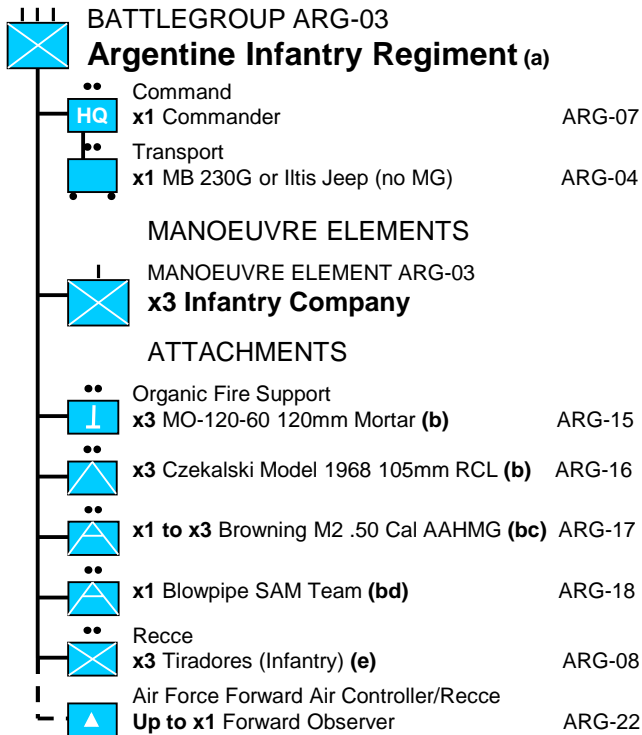 BATTLEGROUP ARG-03
Argentine Infantry Regiment (a)
Command
HQ x1 Commander ARG-07
Transport
x1 MB 230G or Iltis Jeep (no MG) ARG-04
MANOEUVRE ELEMENTS
MANOEUVRE ELEMENT ARG-03
x3 Infantry Company
ATTACHMENTS
Organic Fire Support
x3 MO-120-60 120mm Mortar (b) ARG-15
x3 Czekalski Model 1968 105mm RCL (b) ARG-16
x1 to x3 Browning M2 .50 Cal AAHMG (bc) ARG-17
x1 Blowpipe SAM Team (bd) ARG-18
Recce
x3 Tiradores (Infantry) (e) ARG-08
Air Force Forward Air Controller/Recce
Up to x1 Forward Observer ARG-22